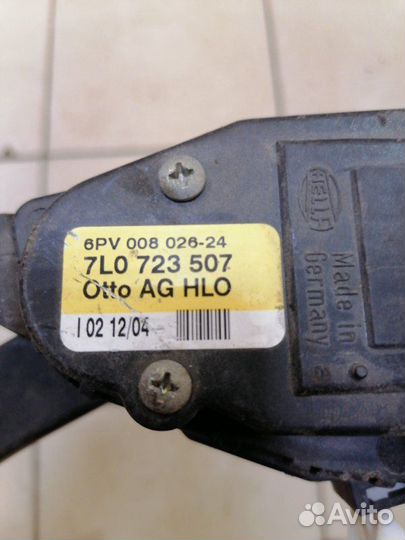 6PV 008 026-24
7L0 723 507
Otto AG HLO
I 02 12/04
HELLA
Made in
Germany
Avito